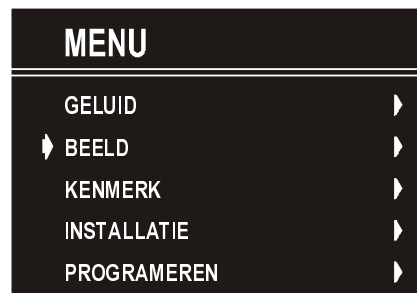 MENU
GELUID
BEELD
KENMERK
INSTALLATIE
PROGRAMEREN